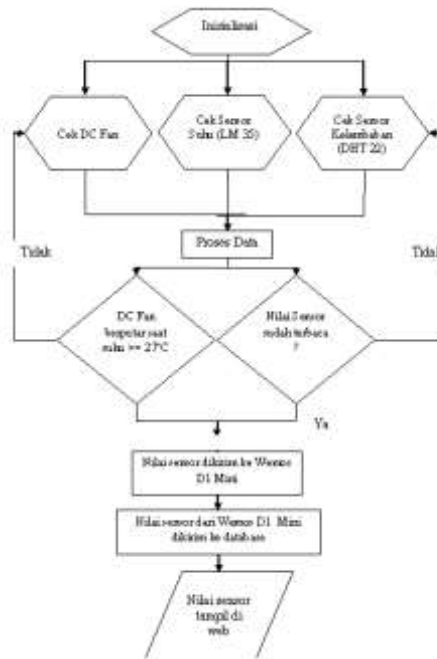 Inisialisasi
Cek DC Fan
Cek Sensor
Suhu (LM 35)
Cek Sensor
Kelembaban
(DHT 22)
Tidak
Tidak
Proses Data
DC Fan
berputar saat
suhu >= 27°C
Nilai Sensor
sudah terbaca
?
Ya
Nilai sensor dikirim ke Wemos
D1 Mini
Nilai sensor dari Wemos D1 Mini
dikirim ke database
Nilai sensor
tampil di
web